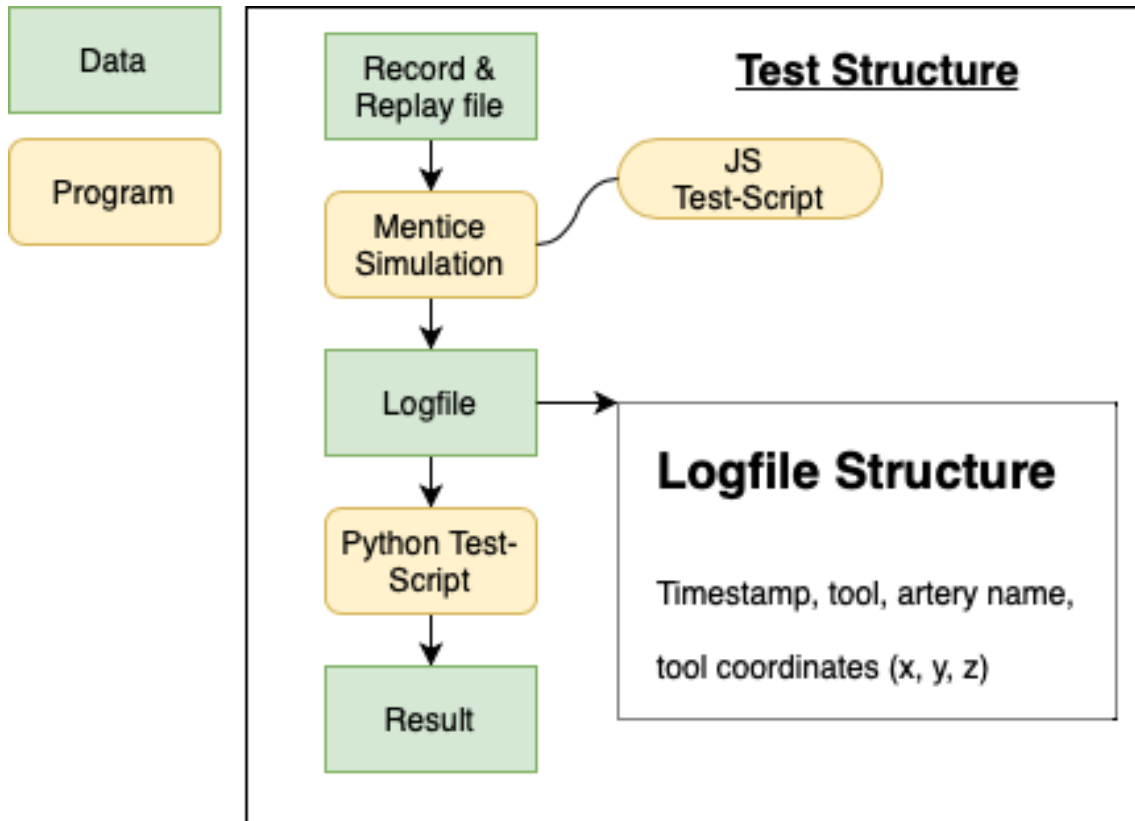 Data
Program
Test Structure
Record &
Replay file
JS
Test-Script
Mentice
Simulation
Logfile
Logfile Structure
Timestamp, tool, artery name,
tool coordinates (x, y, z)
Python Test-
Script
Result